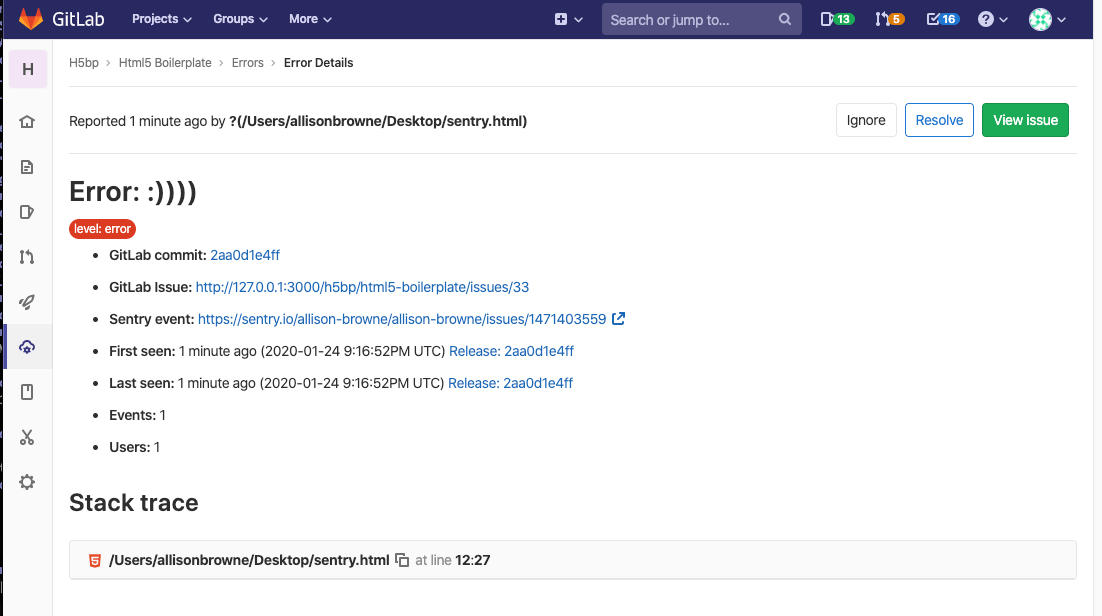 GitLab Projects Groups More Search or jump to... 13 5 16 ?
H
H5bp › Html5 Boilerplate › Errors › Error Details
Reported 1 minute ago by ?(/Users/allisonbrowne/Desktop/sentry.html) Ignore Resolve View issue
Error: :))))
level: error
• GitLab commit: 2aa0d1e4ff
• GitLab Issue: http://127.0.0.1:3000/h5bp/html5-boilerplate/issues/33
• Sentry event: https://sentry.io/allison-browne/allison-browne/issues/1471403559
• First seen: 1 minute ago (2020-01-24 9:16:52PM UTC) Release: 2aa0d1e4ff
• Last seen: 1 minute ago (2020-01-24 9:16:52PM UTC) Release: 2aa0d1e4ff
• Events: 1
• Users: 1
Stack trace
/Users/allisonbrowne/Desktop/sentry.html at line 12:27